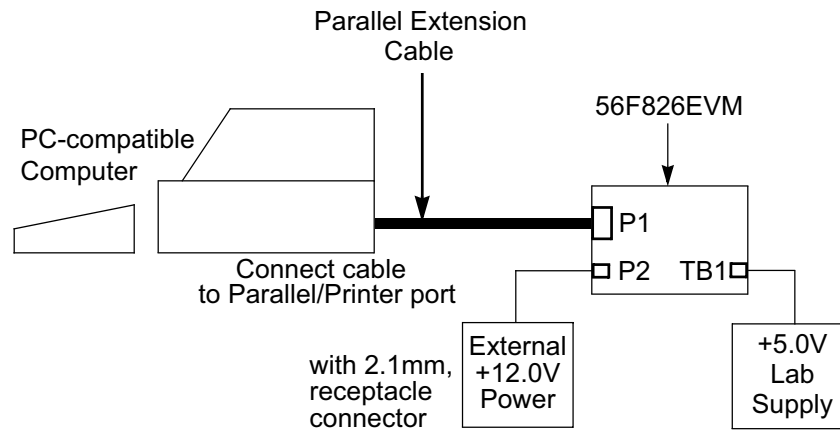 Parallel Extension
Cable
56F826EVM
PC-compatible
Computer
P1
Connect cable
to Parallel/Printer port
P2
TB1
with 2.1mm,
receptacle
connector
External
+12.0V
Power
+5.0V
Lab
Supply